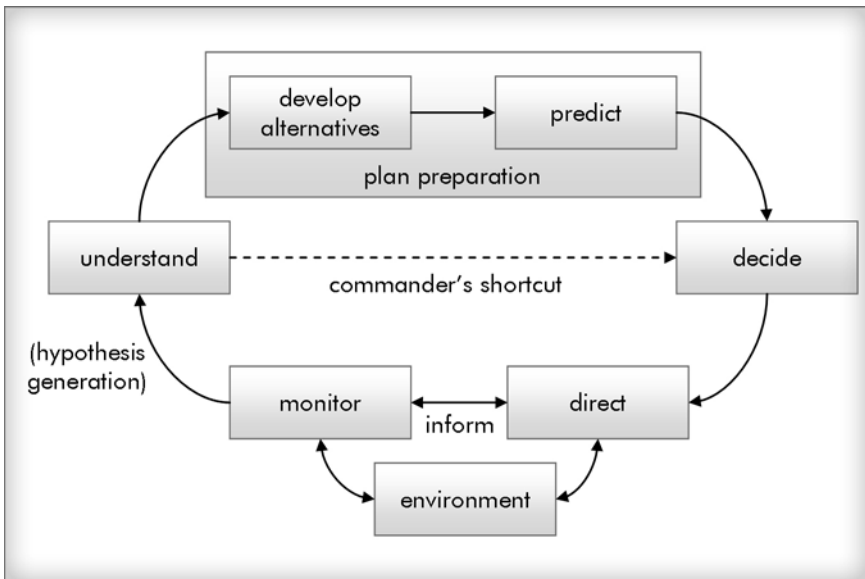 develop
alternatives
predict
plan preparation
understand
decide
commander's shortcut
(hypothesis
generation)
monitor
direct
inform
environment